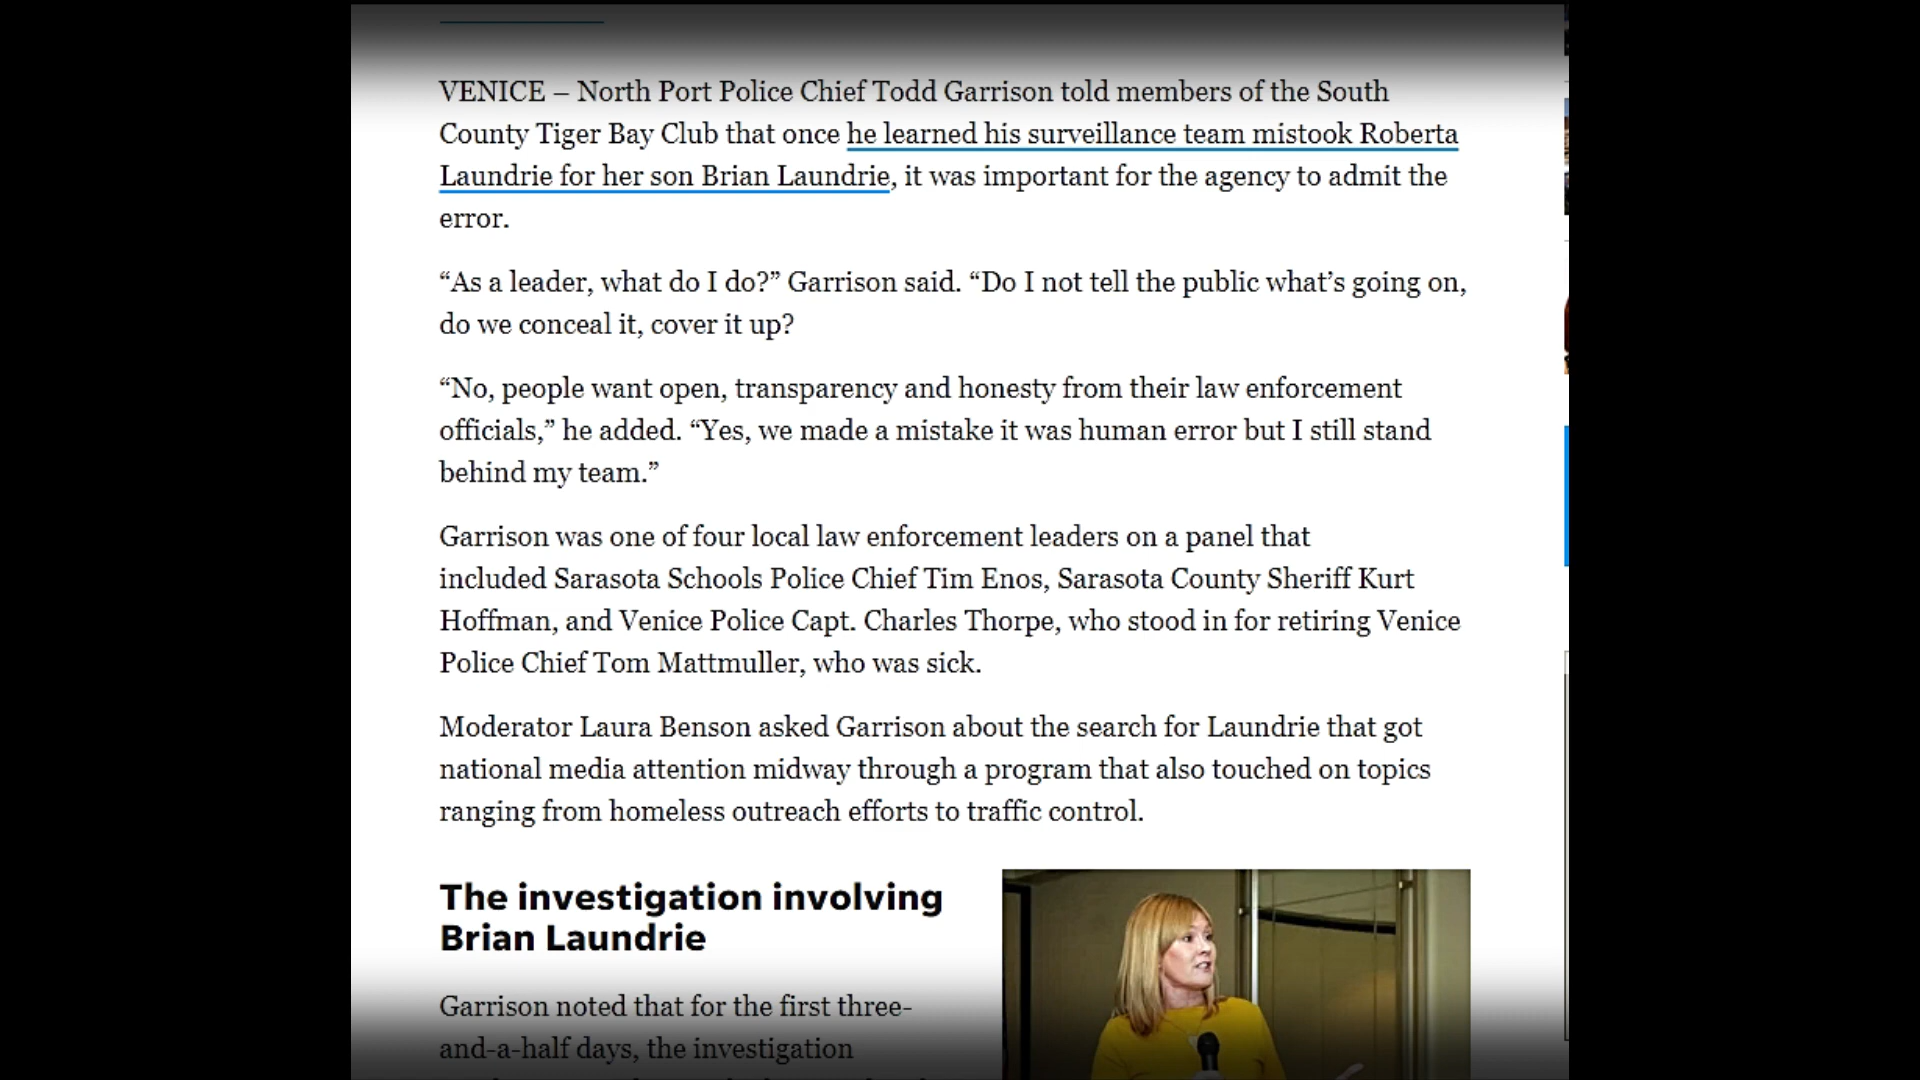 VENICE – North Port Police Chief Todd Garrison told members of the South
County Tiger Bay Club that once he learned his surveillance team mistook Roberta
Laundrie for her son Brian Laundrie, it was important for the agency to admit the
error.
“As a leader, what do I do?” Garrison said. “Do I not tell the public what’s going on,
do we conceal it, cover it up?
“No, people want open, transparency and honesty from their law enforcement
officials,” he added. “Yes, we made a mistake it was human error but I still stand
behind my team.”
Garrison was one of four local law enforcement leaders on a panel that
included Sarasota Schools Police Chief Tim Enos, Sarasota County Sheriff Kurt
Hoffman, and Venice Police Capt. Charles Thorpe, who stood in for retiring Venice
Police Chief Tom Mattmuller, who was sick.
Moderator Laura Benson asked Garrison about the search for Laundrie that got
national media attention midway through a program that also touched on topics
ranging from homeless outreach efforts to traffic control.
The investigation involving
Brian Laundrie
Garrison noted that for the first three-
and-a-half days, the investigation